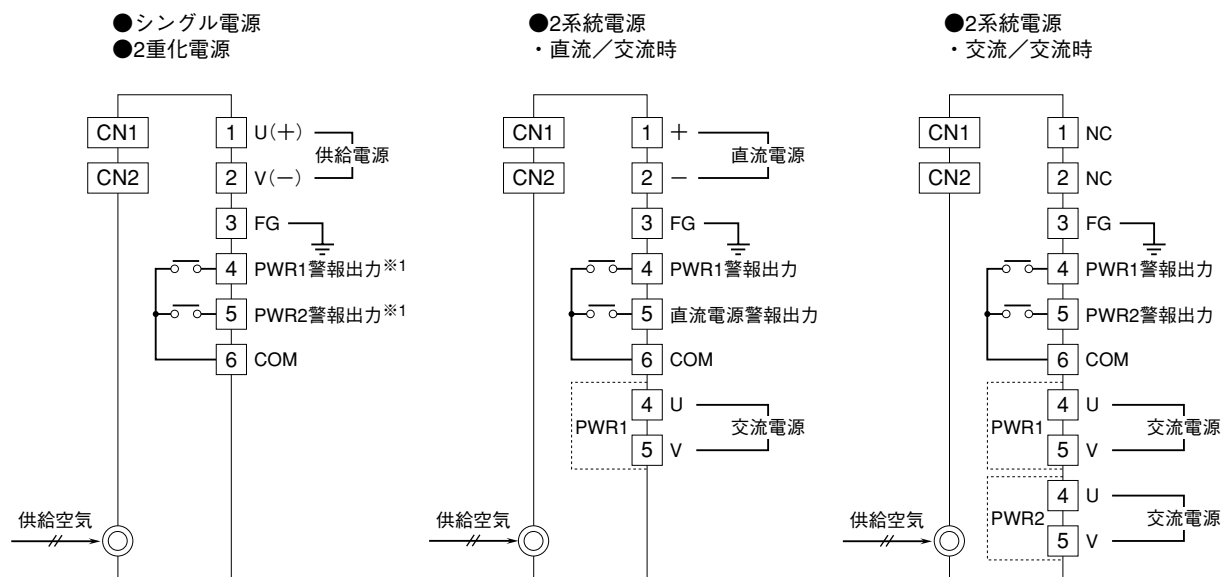 ●シングル電源
●2重化電源
CN1
CN2
1 U(+)
供給電源
2 V(−)
3 FG
4 PWR1警報出力※1
5 PWR2警報出力※1
6 COM
供給空気
●2系統電源
・直流／交流時
CN1
CN2
1 +
直流電源
2 −
3 FG
4 PWR1警報出力
5 直流電源警報出力
6 COM
PWR1
4 U
交流電源
5 V
供給空気
●2系統電源
・交流／交流時
CN1
CN2
1 NC
2 NC
3 FG
4 PWR1警報出力
5 PWR2警報出力
6 COM
PWR1
4 U
交流電源
5 V
PWR2
4 U
交流電源
5 V
供給空気